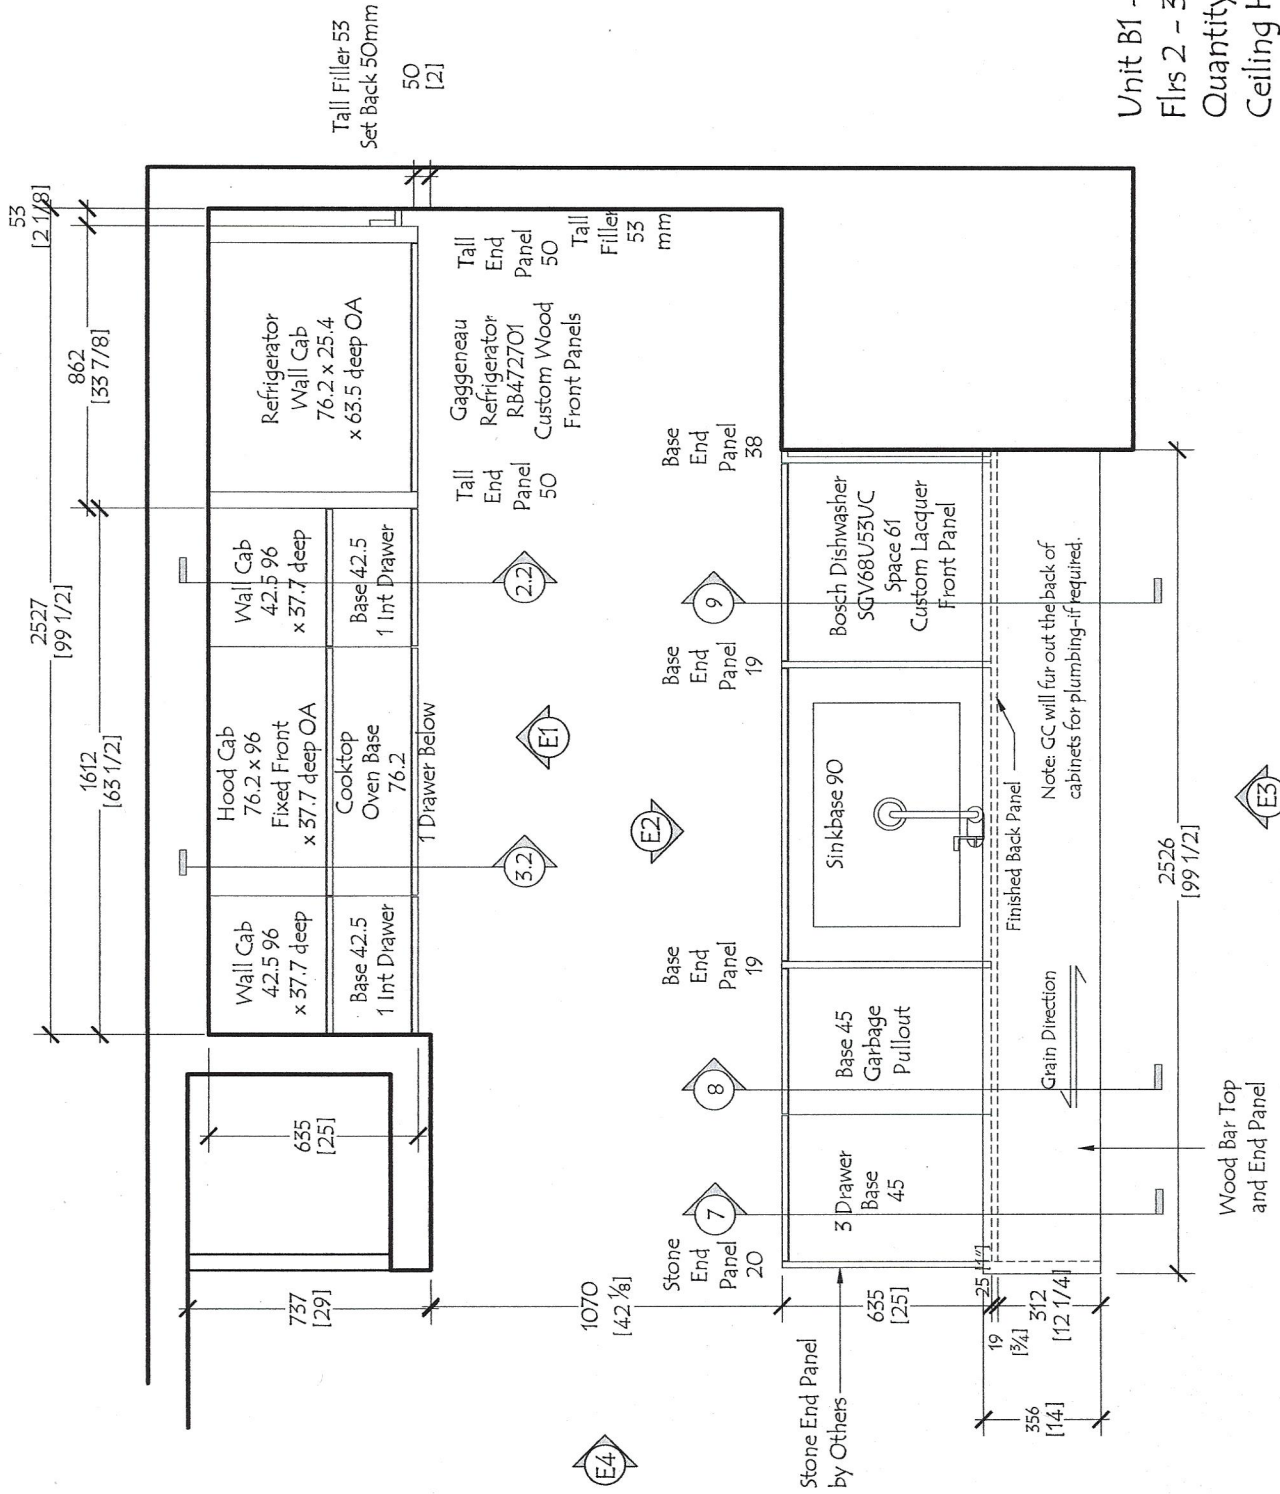 Tall Filler 53
Set Back 50mm
50
[2]
53
[2 1/8]
862
[33 7/8]
2527
[99 1/2]
1612
[63 1/2]
Wall Cab
42.5 96
x 37.7 deep
Hood Cab
76.2 x 96
Fixed Front
x 37.7 deep OA
Wall Cab
42.5 96
x 37.7 deep
Refrigerator
Wall Cab
76.2 x 25.4
x 63.5 deep OA
Base 42.5
1 Int Drawer
Cooktop
Oven Base
76.2
1 Drawer Below
Base 42.5
1 Int Drawer
Tall
End
Panel
50
Gaggeneau
Refrigerator
RB472701
Custom Wood
Front Panels
Tall
End
Panel
50
Tall
Filler
53
mm
635
[25]
737
[29]
1070
[42 1/8]
3.2
2.2
E1
E2
E3
E4
Stone
End
Panel
20
7
8
Base
End
Panel
19
Base
End
Panel
19
9
Base
End
Panel
38
3 Drawer
Base
45
Base 45
Garbage
Pullout
Sinkbase 90
Bosch Dishwasher
SGV68U53UC
Space 61
Custom Lacquer
Front Panel
635
[25]
25 [1"]
19
[3/4]
312
[12 1/4]
356
[14]
Stone End Panel
by Others
Grain Direction
Finished Back Panel
Note: GC will fur out the back of
cabinets for plumbing-if required.
2526
[99 1/2]
Wood Bar Top
and End Panel
Unit B1 -
Flrs 2 - 3
Quantity
Ceiling H